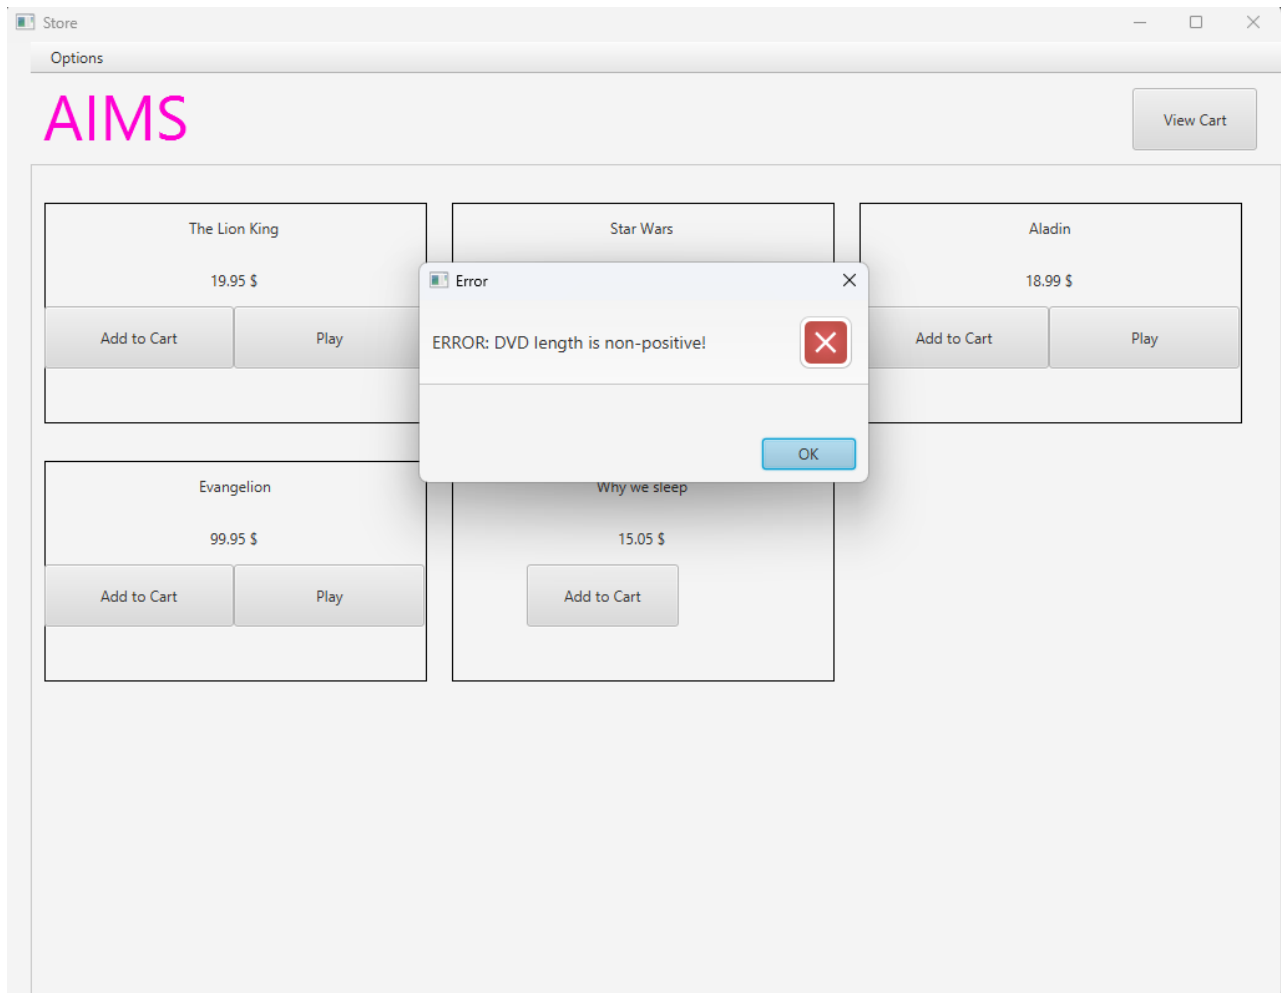 Store
Options
AIMS
View Cart
The Lion King
19.95 $
Add to Cart
Play
Star Wars
Aladin
18.99 $
Add to Cart
Play
Error
ERROR: DVD length is non-positive!
OK
Evangelion
99.95 $
Add to Cart
Play
Why we sleep
15.05 $
Add to Cart